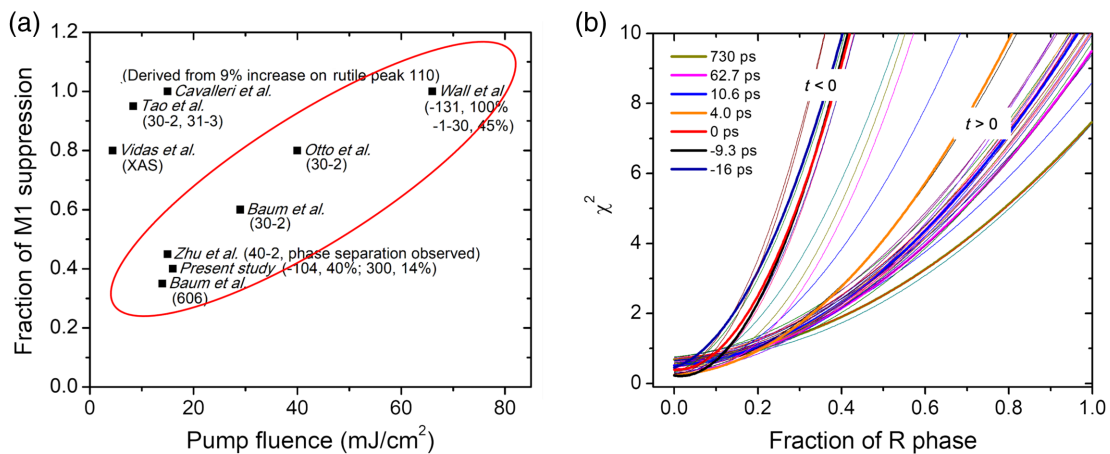 (a)
Fraction of M1 suppression
1.2
1.0
0.8
0.6
0.4
0.2
0.0
(Derived from 9% increase on rutile peak 110)
Cavalleri et al.
Tao et al.
(30-2, 31-3)
Wall et al
(-131, 100%
-1-30, 45%)
Vidas et al.
(XAS)
Otto et al.
(30-2)
Baum et al.
(30-2)
Zhu et al. (40-2, phase separation observed)
Present study (-104, 40%; 300, 14%)
Baum et al.
(606)
0
20
40
60
80
Pump fluence (mJ/cm²)
(b)
χ²
10
8
6
4
2
0
730 ps
62.7 ps
10.6 ps
4.0 ps
0 ps
-9.3 ps
-16 ps
t < 0
t > 0
0.0
0.2
0.4
0.6
0.8
1.0
Fraction of R phase